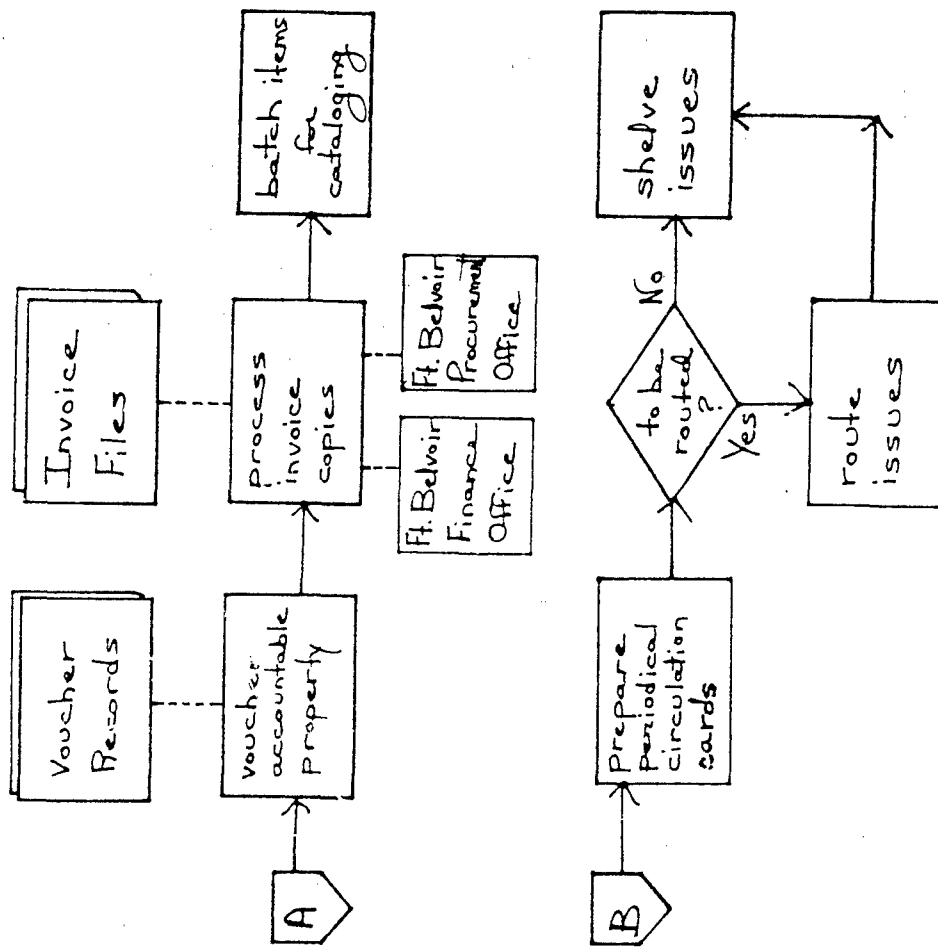 Voucher
Records
Invoice
Files
A
voucher
accountable
property
process
invoice
copies
batch items
for
cataloging
Ft. Belvoir
Finance
Office
Ft. Belvoir
Procurement
Office
B
Prepare
periodical
circulation
cards
to be
routed
?
No
Yes
shelve
issues
route
issues